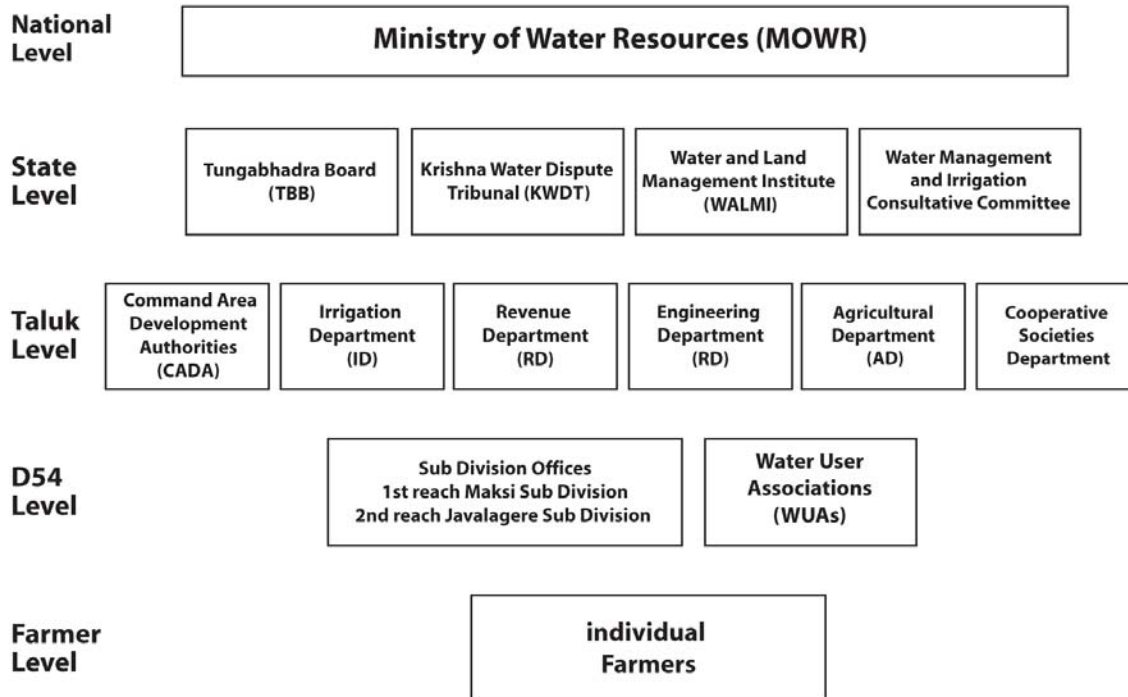 National
Level
Ministry of Water Resources (MOWR)
State
Level
Tungabhadra Board
(TBB)
Krishna Water Dispute
Tribunal (KWDT)
Water and Land
Management Institute
(WALMI)
Water Management
and Irrigation
Consultative Committee
Taluk
Level
Command Area
Development
Authorities
(CADA)
Irrigation
Department
(ID)
Revenue
Department
(RD)
Engineering
Department
(RD)
Agricultural
Department
(AD)
Cooperative
Societies
Department
D54
Level
Sub Division Offices
1st reach Maksi Sub Division
2nd reach Javalagere Sub Division
Water User
Associations
(WUAs)
Farmer
Level
individual
Farmers